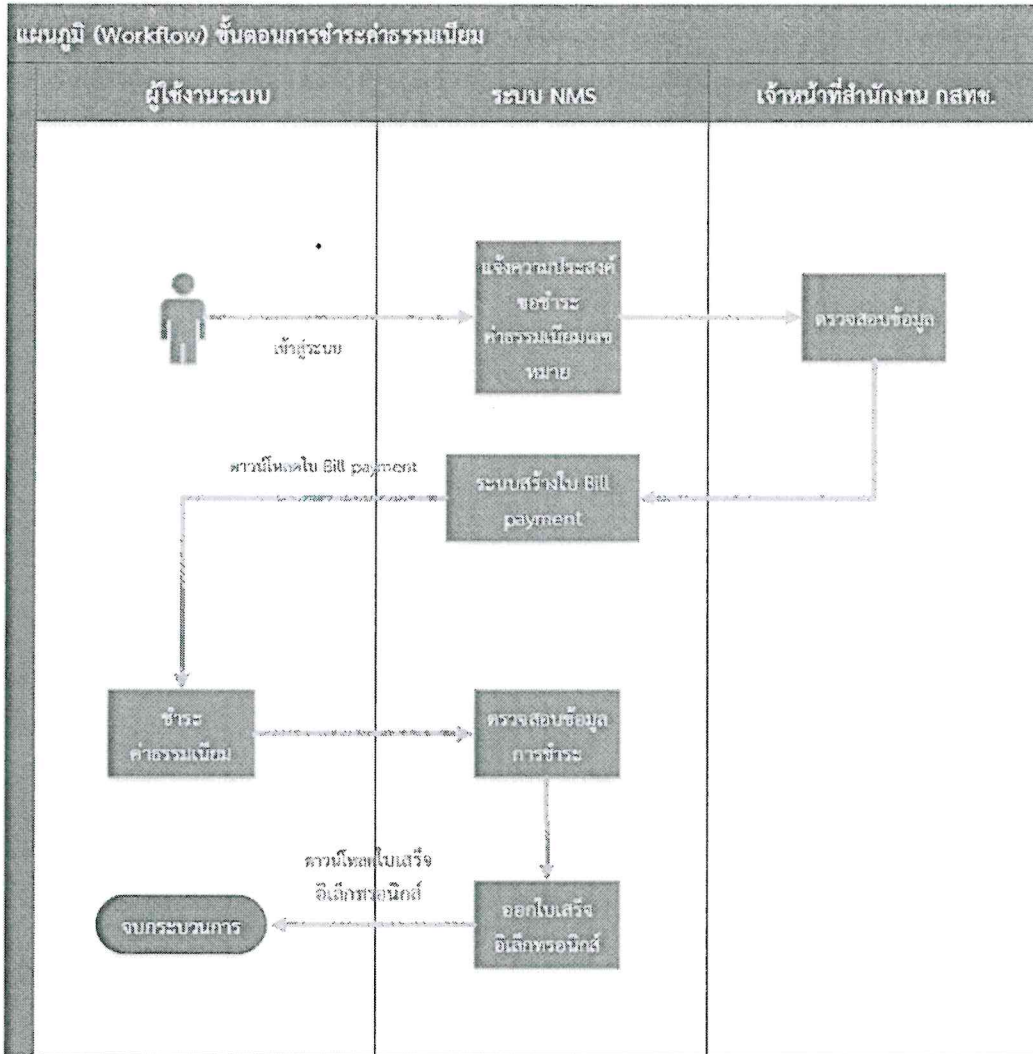 แผนภูมิ (Workflow) ขั้นตอนการชำระค่าธรรมเนียม
ผู้ใช้งานระบบ
ระบบ NMS
เจ้าหน้าที่สำนักงาน กสทช.
แจ้งความประสงค์
ขอชำระ
ค่าธรรมเนียมเลข
หมาย
ตรวจสอบข้อมูล
เข้าสู่ระบบ
ดาวน์โหลดใบ Bill payment
ระบบสร้างใบ Bill
payment
ชำระ
ค่าธรรมเนียม
ตรวจสอบข้อมูล
การชำระ
ดาวน์โหลดใบเสร็จ
อิเล็กทรอนิกส์
จบกระบวนการ
ออกใบเสร็จ
อิเล็กทรอนิกส์